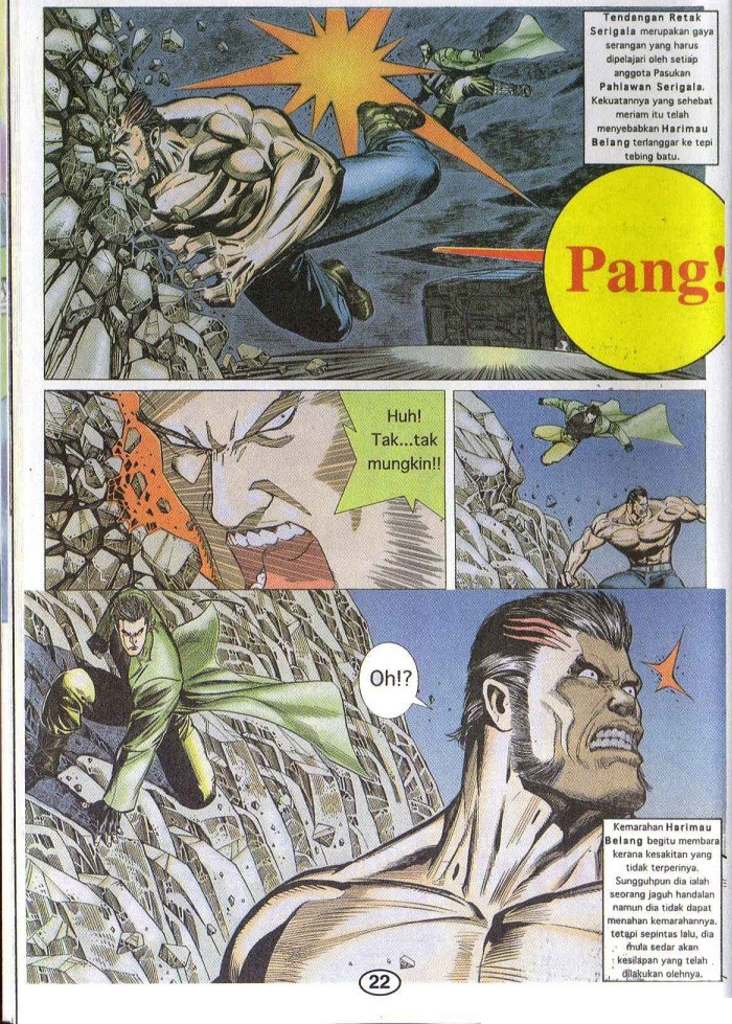 Tendangan Retak
Serigala merupakan gaya
serangan yang harus
dipelajari oleh setiap
anggota Pasukan
Pahlawan Serigala.
Kekuatannya yang sehebat
meriam itu telah
menyebabkan Harimau
Belang terlanggar ke tepi
tebing batu.
Pang!
Huh!
Tak...tak
mungkin!!
Oh!?
Kemarahan Harimau
Belang begitu membara
kerana kesakitan yang
tidak terperinya.
Sungguhpun dia ialah
seorang jaguh handalan
namun dia tidak dapat
menahan kemarahannya.
tetapi sepintas lalu, dia
mula sedar akan
kesilapan yang telah
dilakukan olehnya.
22